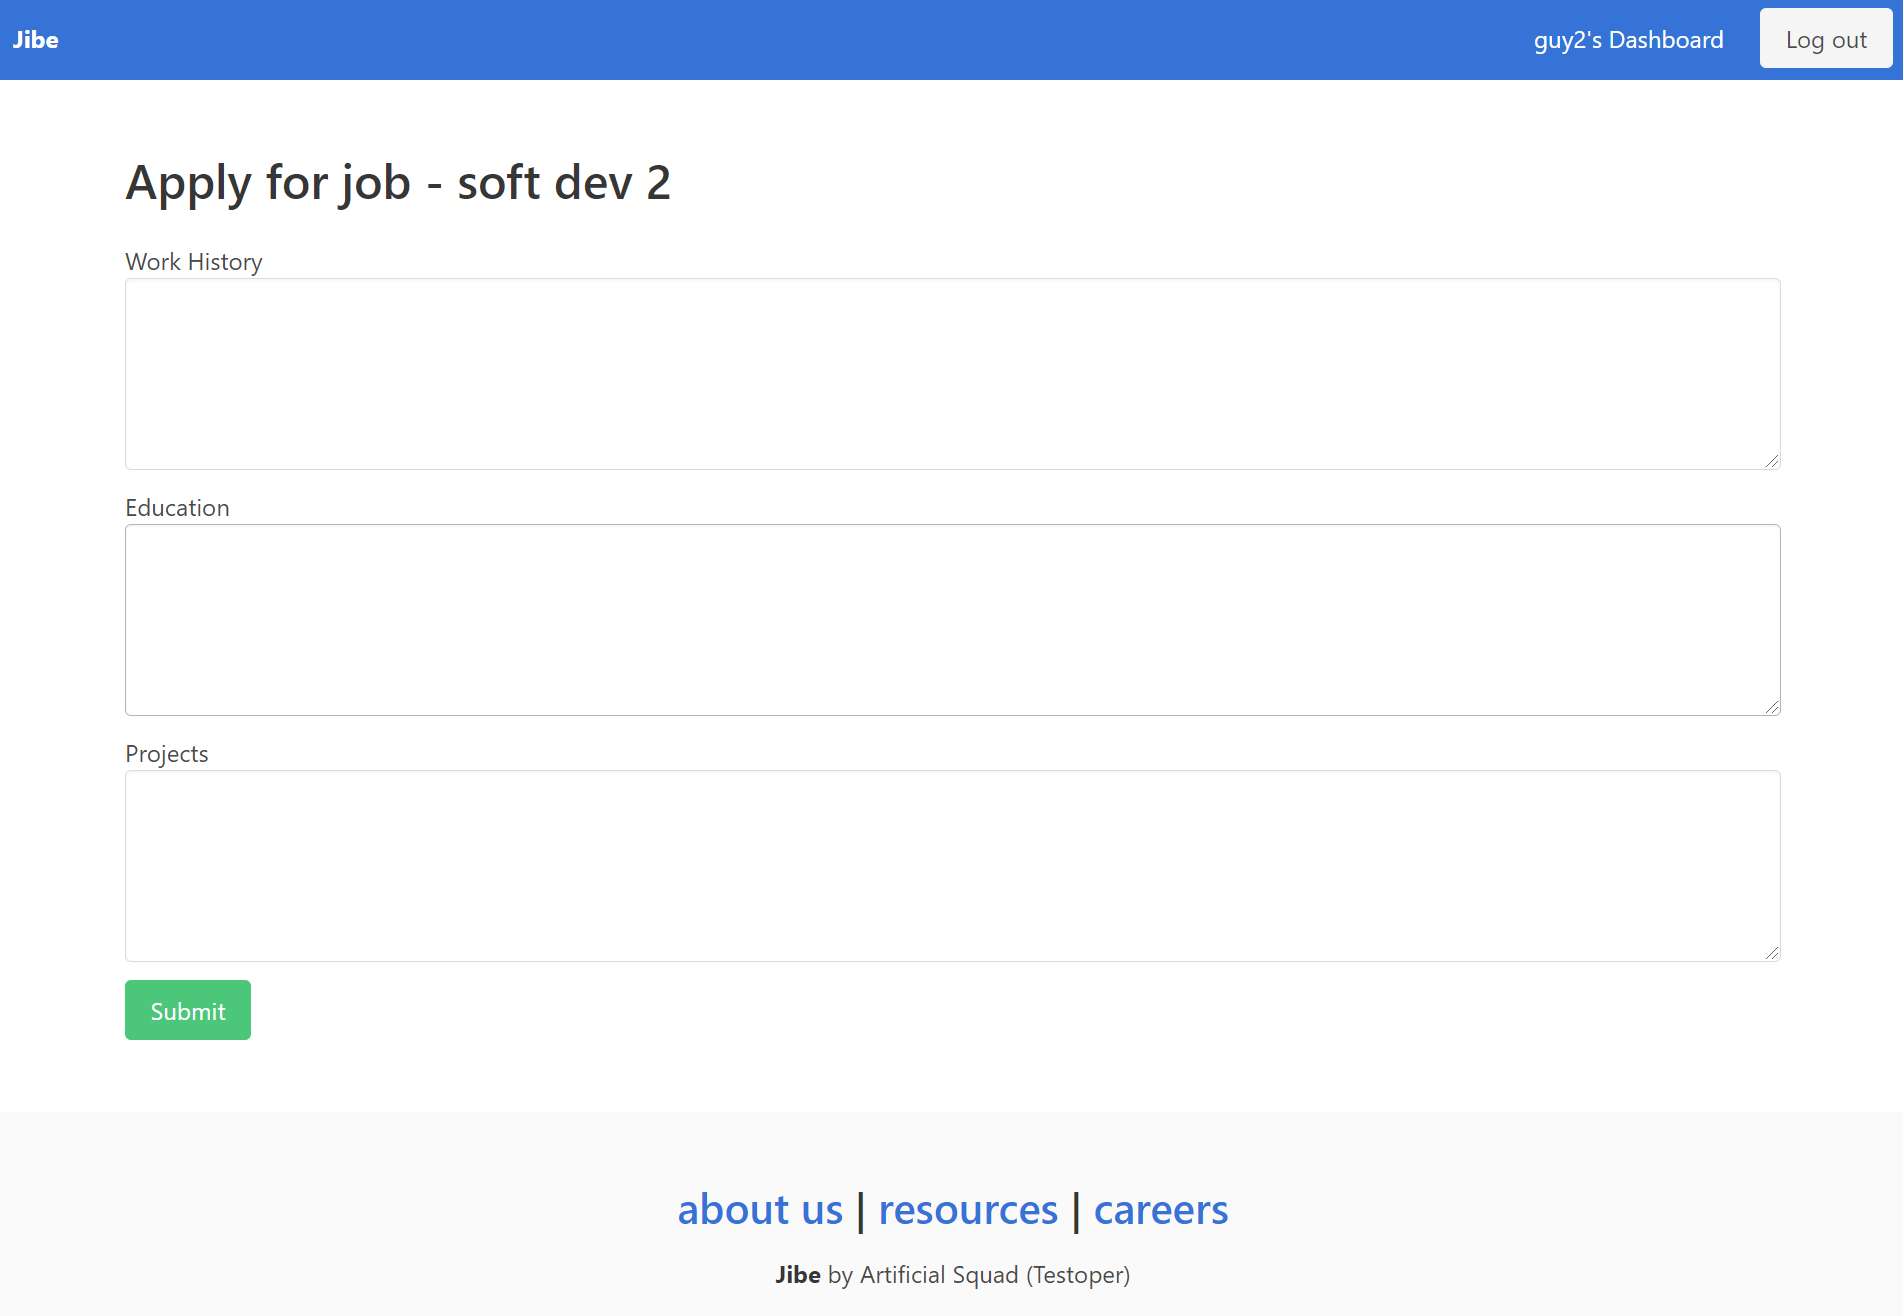 Jibe
guy2's Dashboard
Log out
Apply for job - soft dev 2
Work History
Education
Projects
Submit
about us | resources | careers
Jibe by Artificial Squad (Testoper)